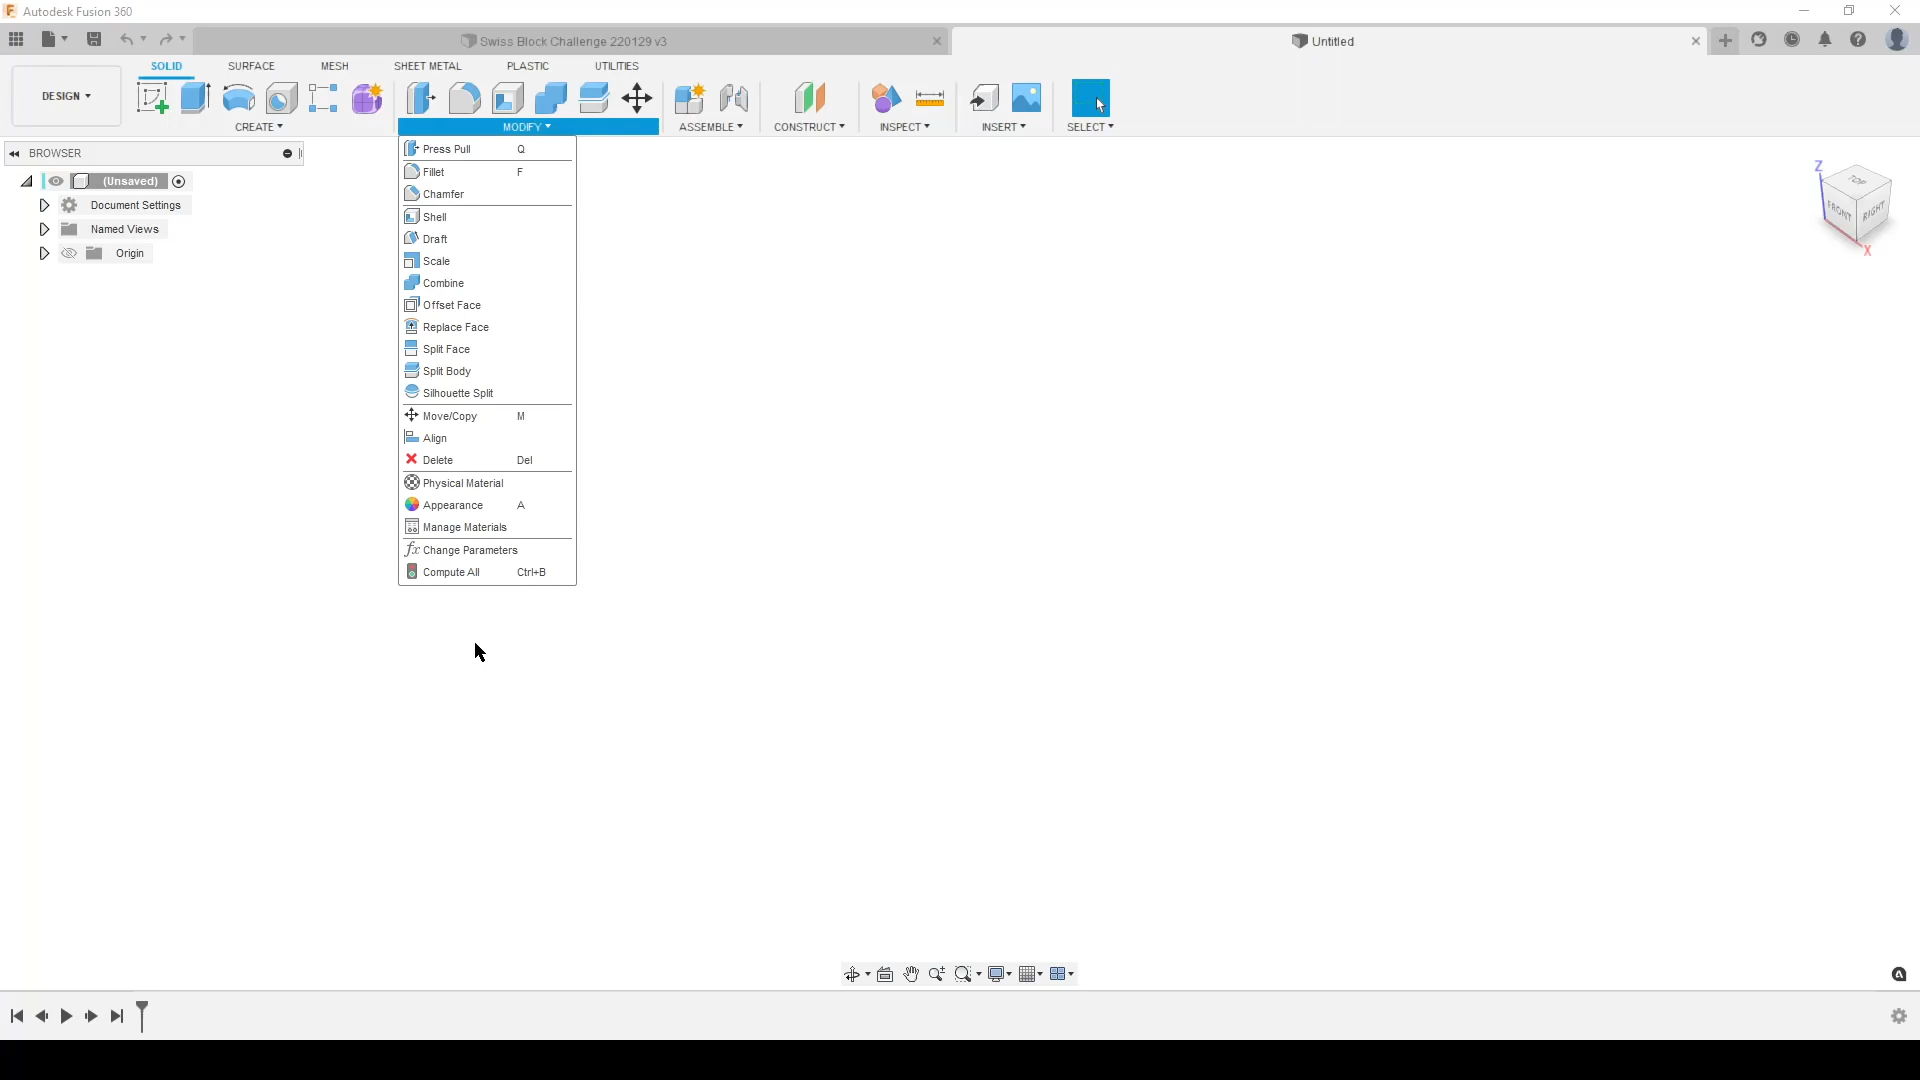 Autodesk Fusion 360
Swiss Block Challenge 220129 v3
Untitled
SOLID SURFACE MESH SHEET METAL PLASTIC UTILITIES
DESIGN
CREATE MODIFY ASSEMBLE CONSTRUCT INSPECT INSERT SELECT
BROWSER
(Unsaved)
Document Settings
Named Views
Origin
Press Pull Q
Fillet F
Chamfer
Shell
Draft
Scale
Combine
Offset Face
Replace Face
Split Face
Split Body
Silhouette Split
Move/Copy M
Align
Delete Del
Physical Material
Appearance A
Manage Materials
fx Change Parameters
Compute All Ctrl+B
Z
TOP
FRONT
RIGHT
X